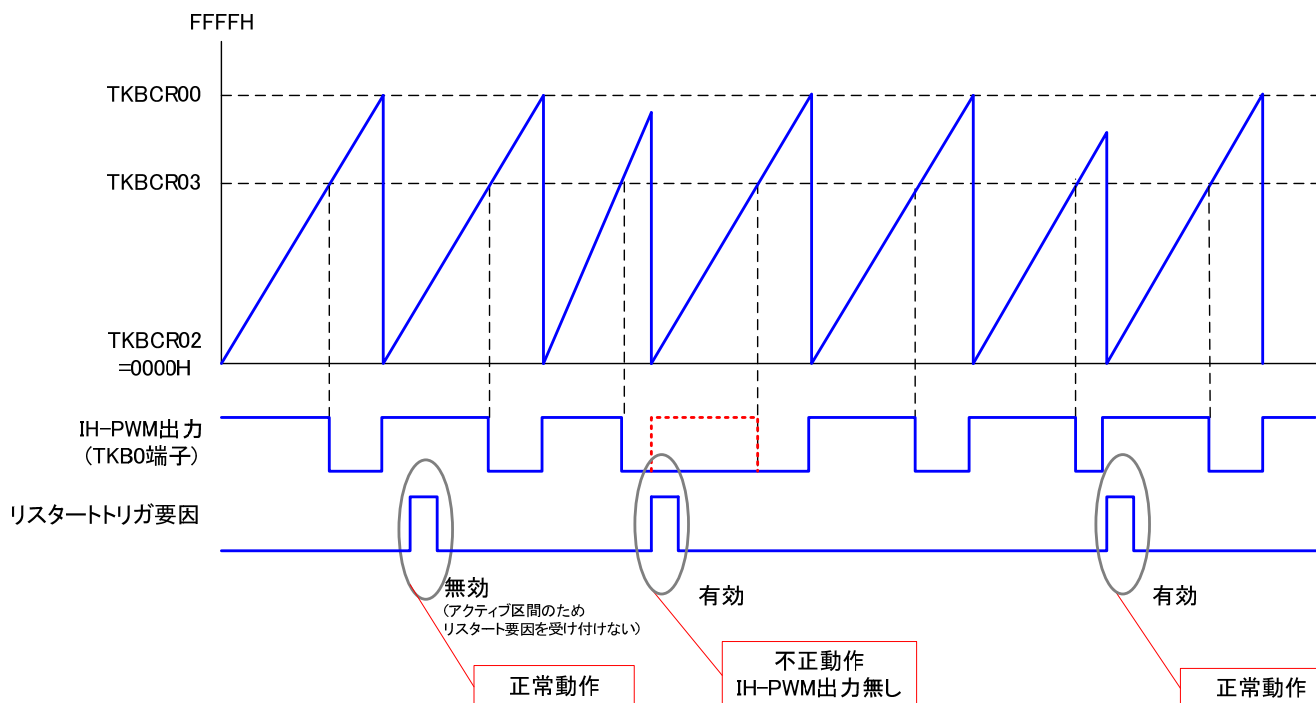 FFFFH
TKBCR00
TKBCR03
TKBCR02
=0000H
IH-PWM出力
(TKBO端子)
リスタートトリガ要因
無効
(アクティブ区間のため
リスタート要因を受け付けない)
有効
有効
正常動作
不正動作
IH-PWM出力無し
正常動作